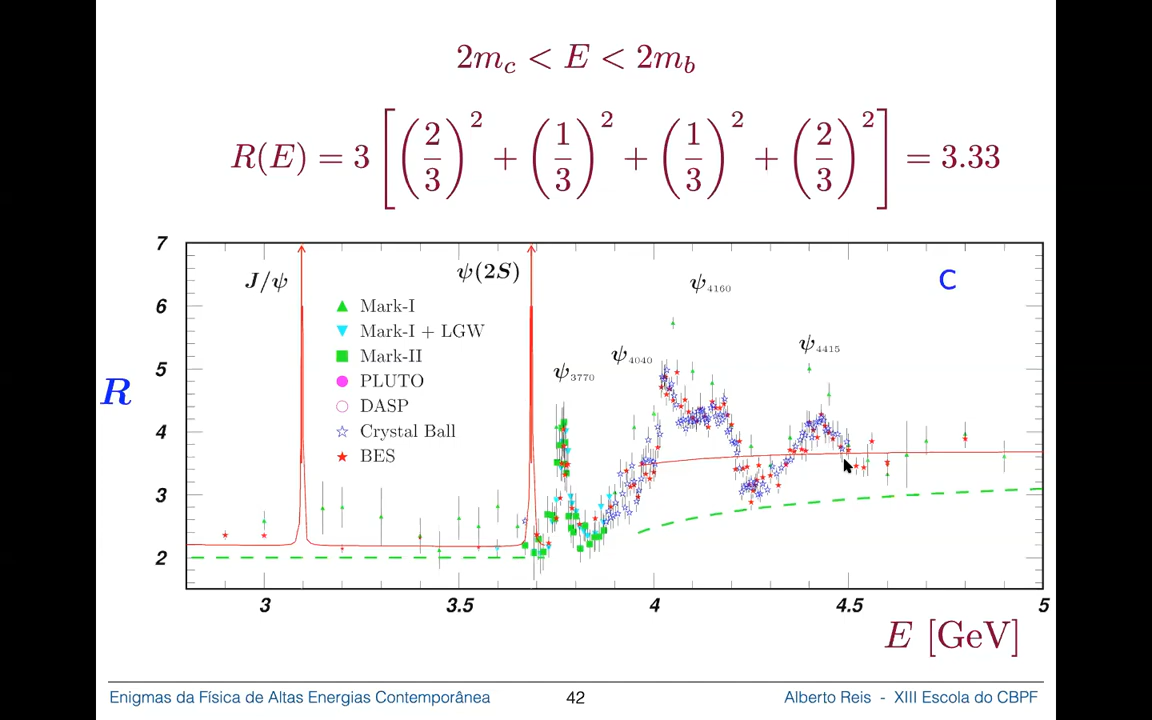 2m_c < E < 2m_b
R(E) = 3 [ (2/3)^2 + (1/3)^2 + (1/3)^2 + (2/3)^2 ] = 3.33
7
6
5
4
3
2
R
J/ψ
ψ(2S)
ψ4160
c
Mark-I
Mark-I + LGW
Mark-II
PLUTO
DASP
Crystal Ball
BES
ψ3770
ψ4040
ψ4415
3
3.5
4
4.5
5
E [GeV]
Enigmas da Física de Altas Energias Contemporânea
42
Alberto Reis - XIII Escola do CBPF